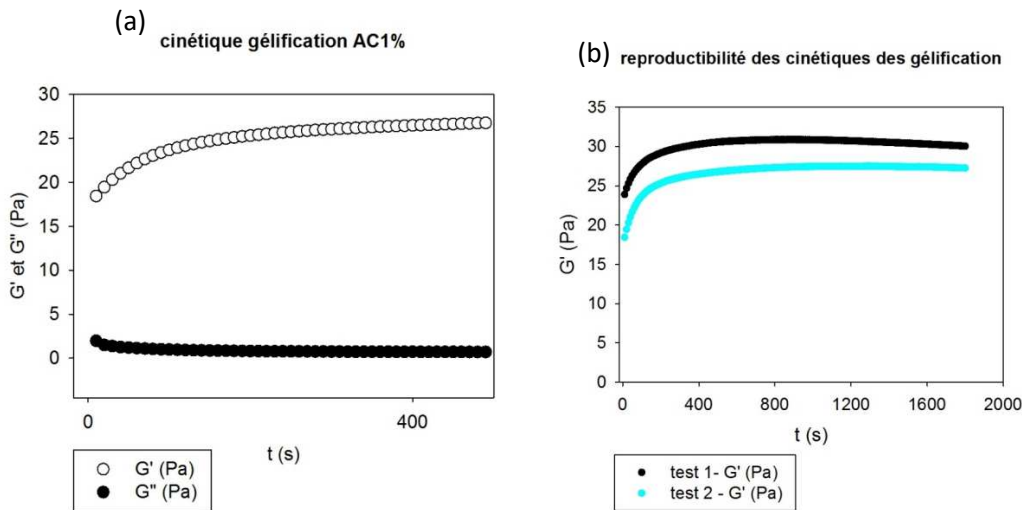 (a)
cinétique gélification AC1%
30
25
20
15
10
5
0
G' et G'' (Pa)
0
400
t (s)
G' (Pa)
G'' (Pa)
(b)
reproductibilité des cinétiques des gélification
35
30
25
20
15
10
5
0
G' (Pa)
0 400 800 1200 1600 2000
t (s)
test 1- G' (Pa)
test 2 - G' (Pa)